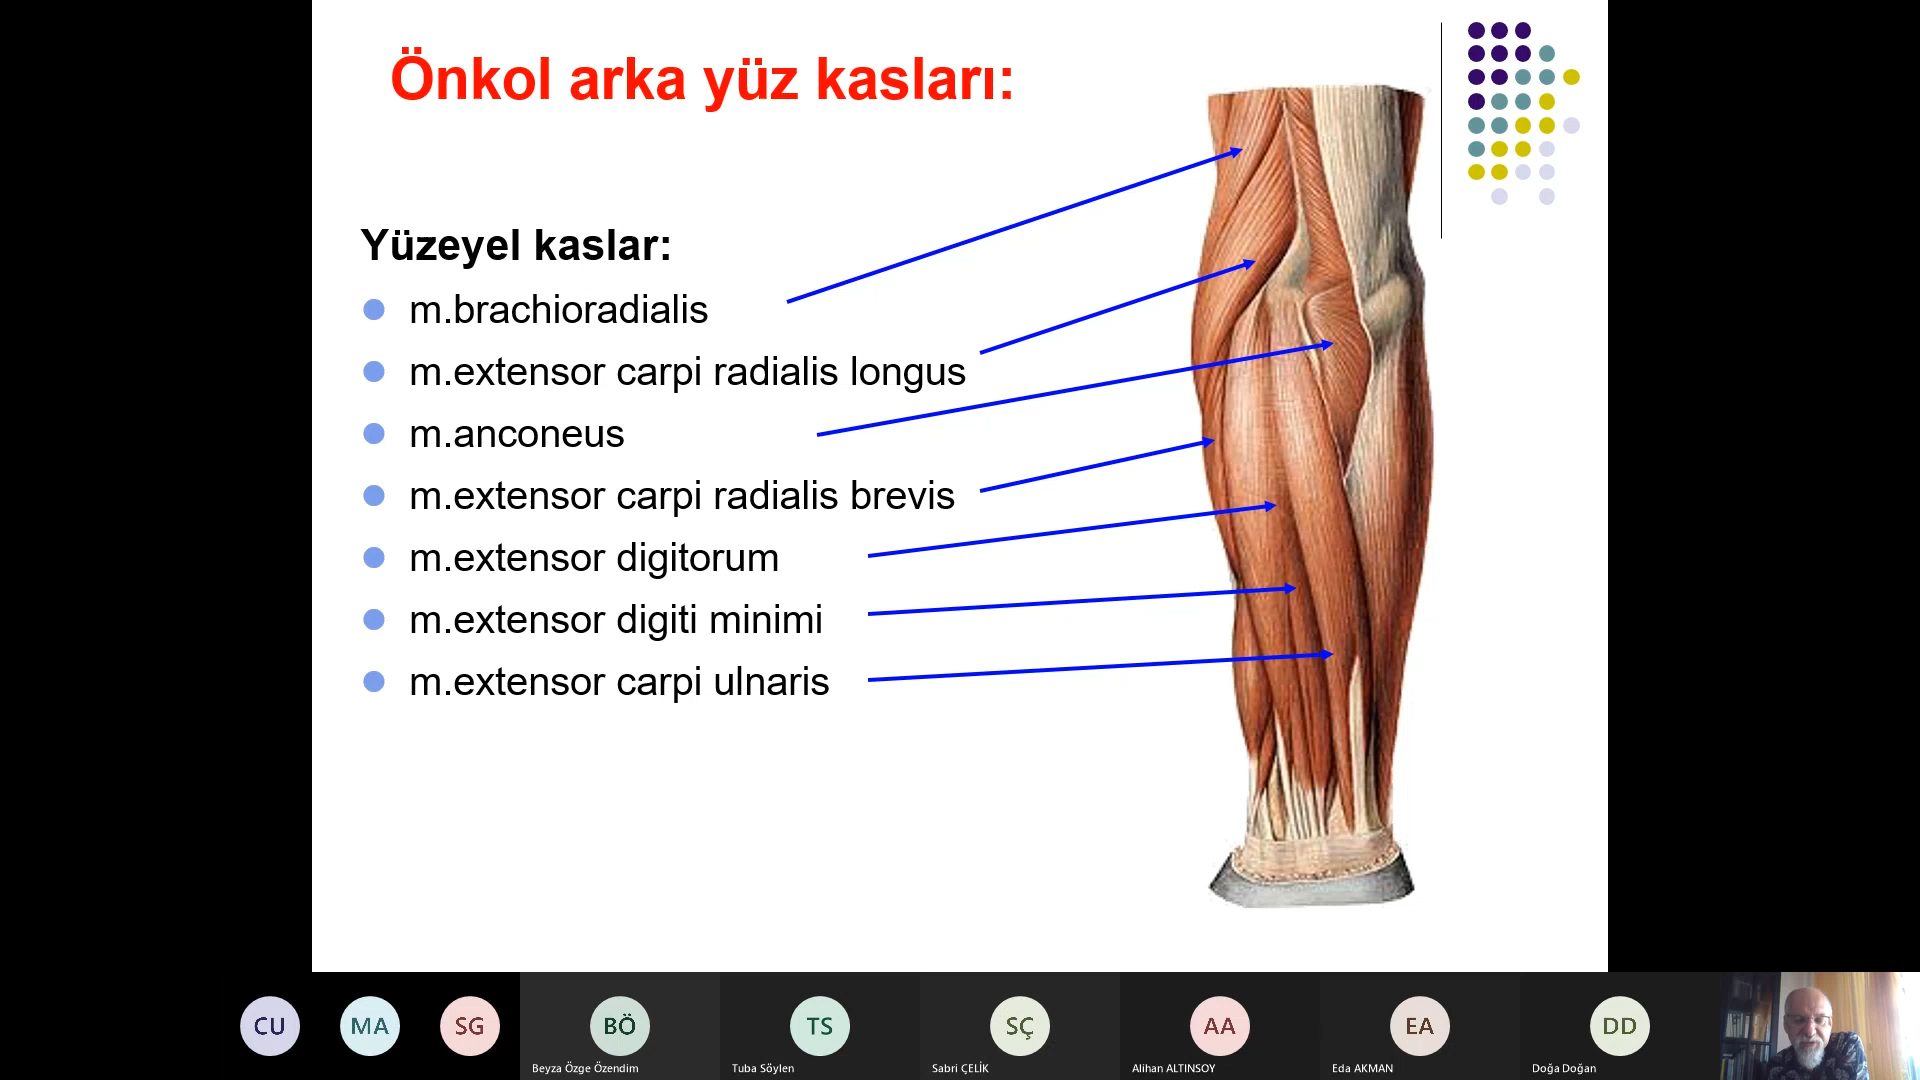 Önkol arka yüz kasları:
Yüzeyel kaslar:
m.brachioradialis
m.extensor carpi radialis longus
m.anconeus
m.extensor carpi radialis brevis
m.extensor digitorum
m.extensor digiti minimi
m.extensor carpi ulnaris
CU
MA
SG
BÖ
TS
SÇ
AA
EA
DD
Beyza Özge Özendim
Tuba Söylen
Sabri ÇELİK
Alihan ALTINSOY
Eda AKMAN
Doğa Doğan